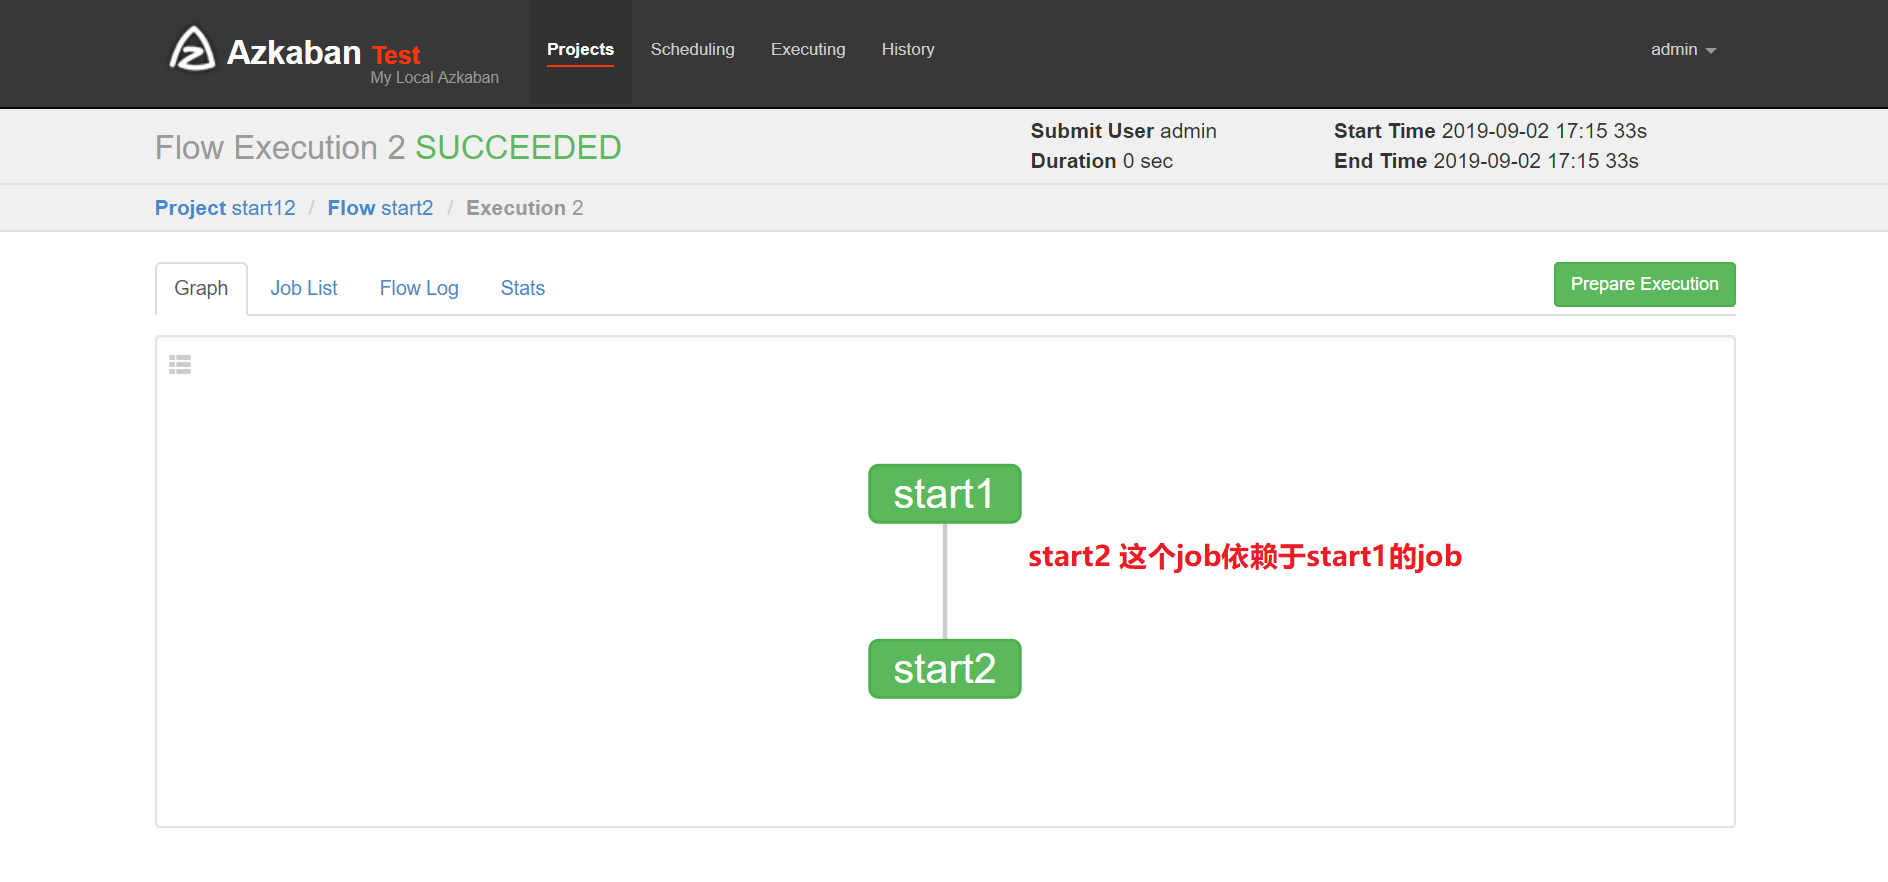 Azkaban Test
My Local Azkaban
Projects Scheduling Executing History admin
Flow Execution 2 SUCCEEDED
Submit User admin
Duration 0 sec
Start Time 2019-09-02 17:15 33s
End Time 2019-09-02 17:15 33s
Project start12 / Flow start2 / Execution 2
Graph Job List Flow Log Stats Prepare Execution
start1
start2 这个job依赖于start1的job
start2